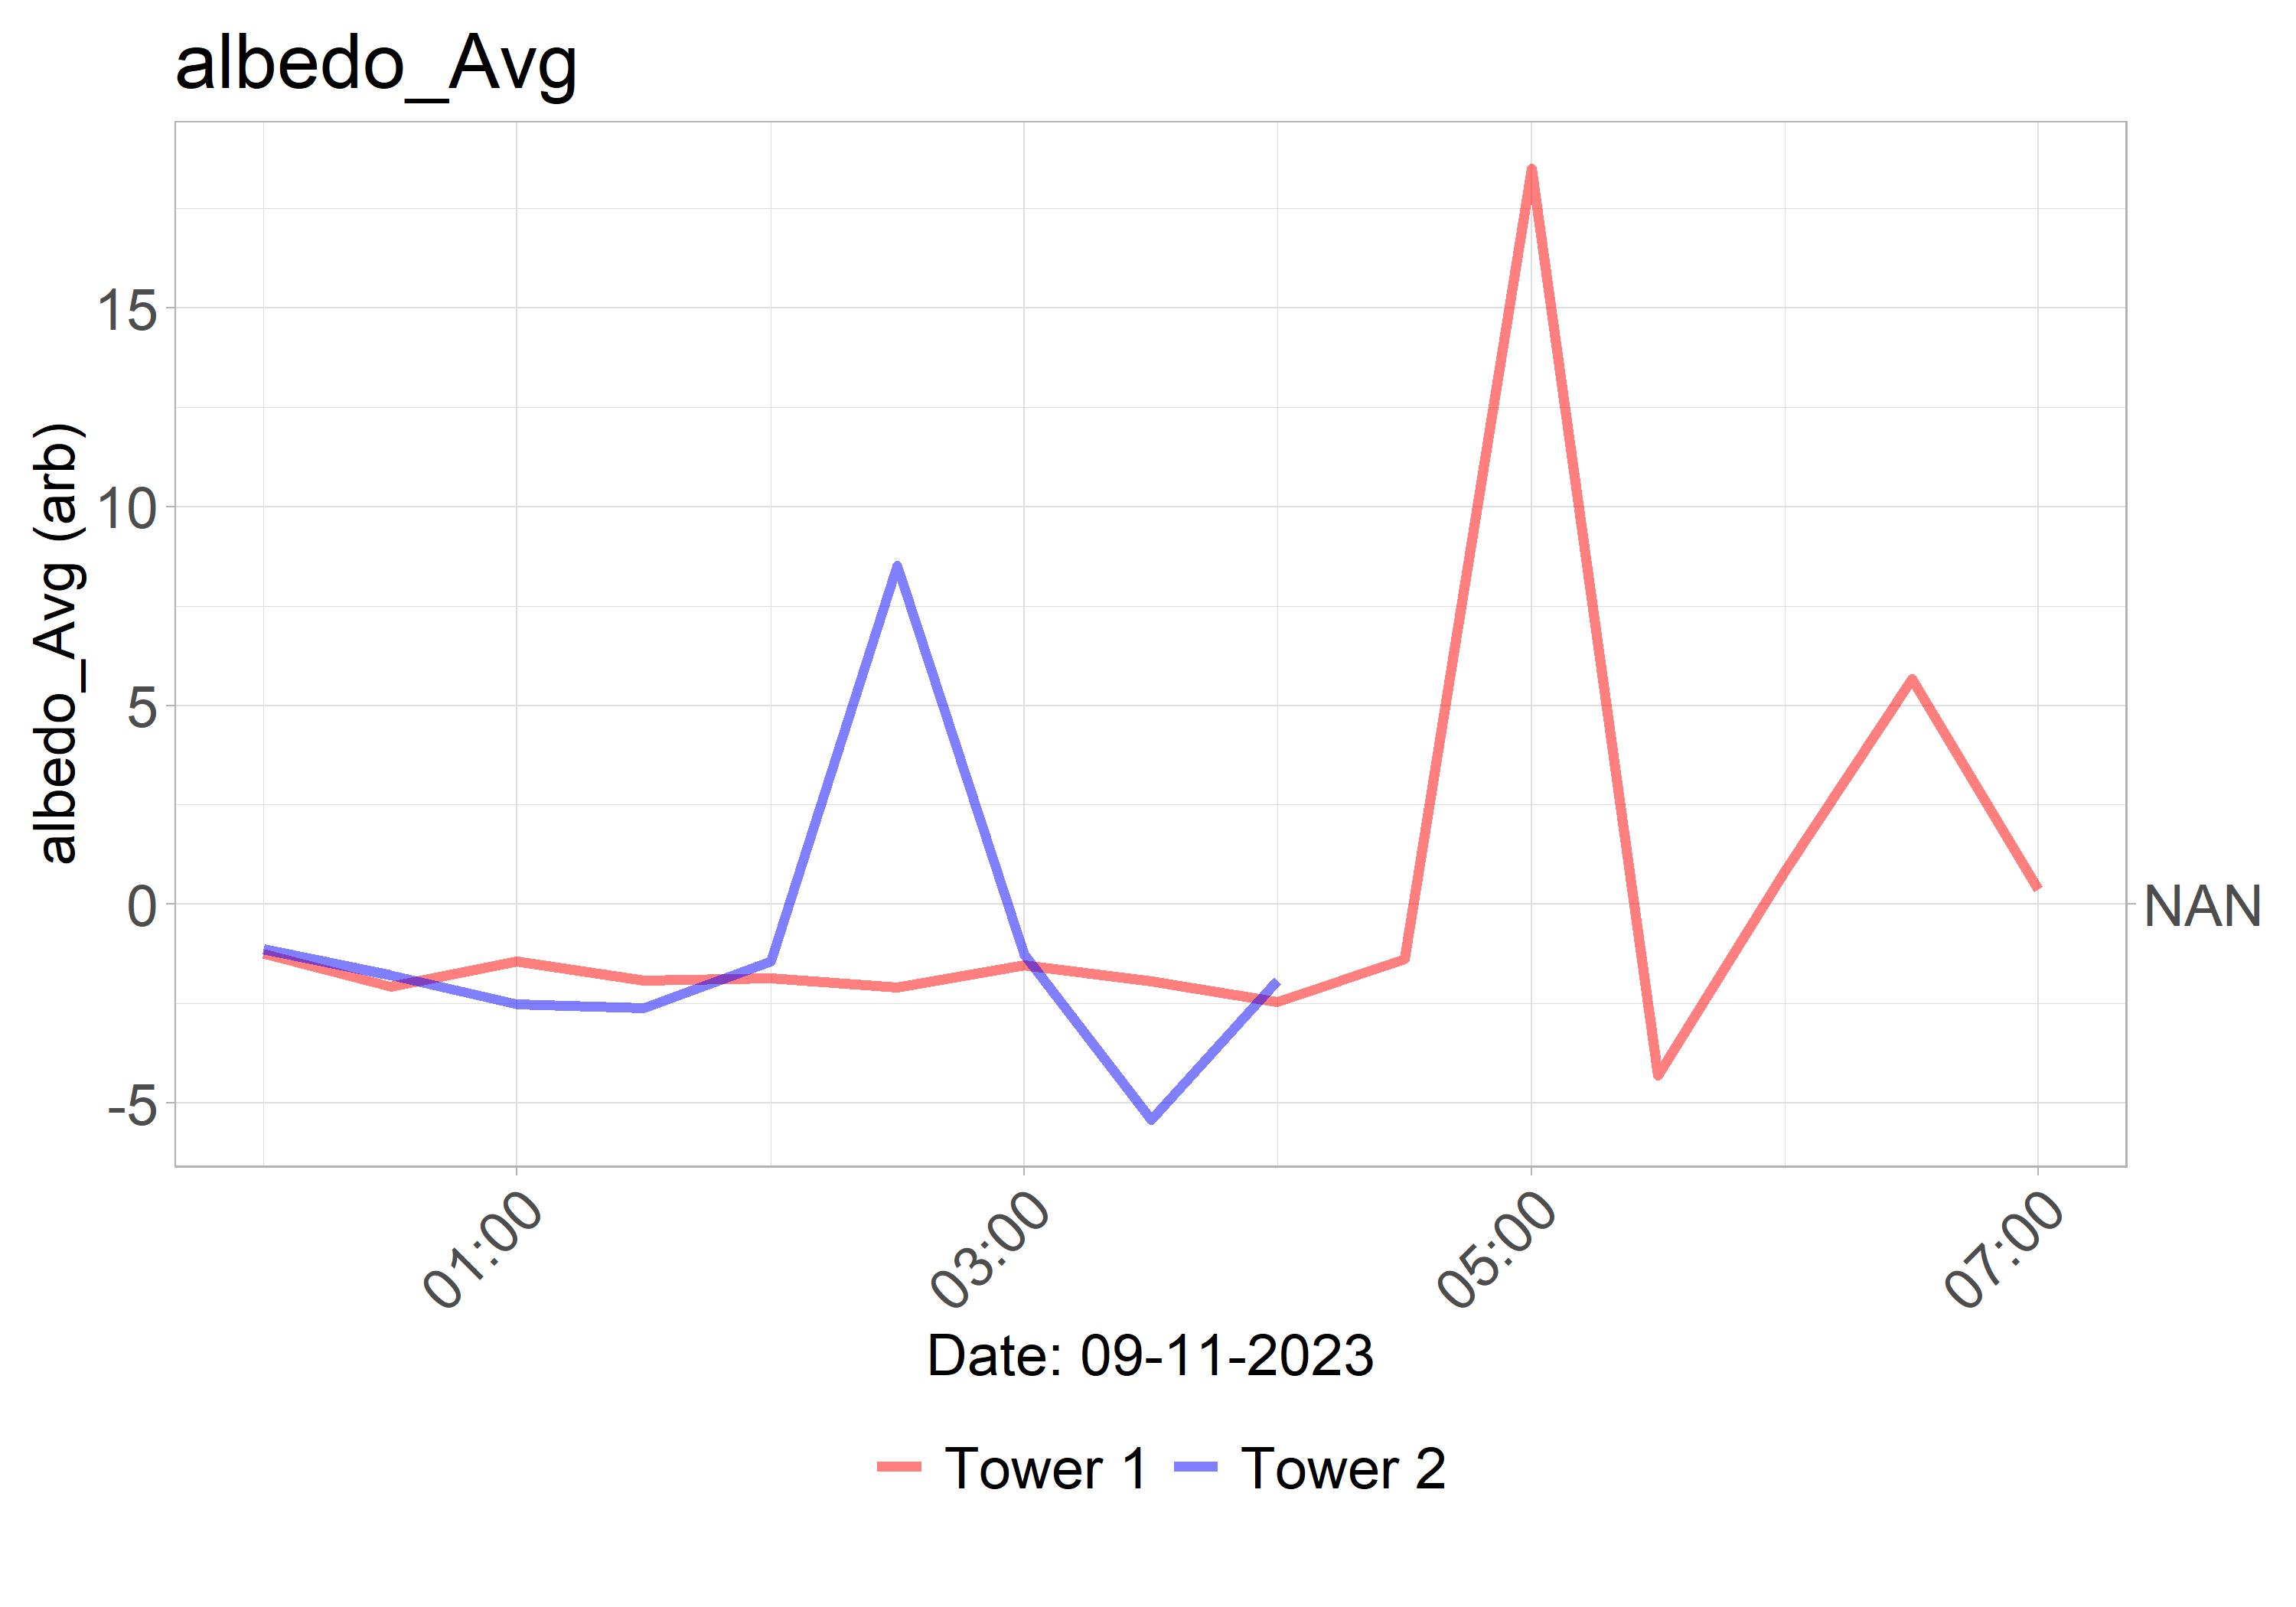 albedo_Avg
albedo_Avg (arb)
15
10
5
0
-5
NAN
01:00
03:00
05:00
07:00
Date: 09-11-2023
Tower 1
Tower 2